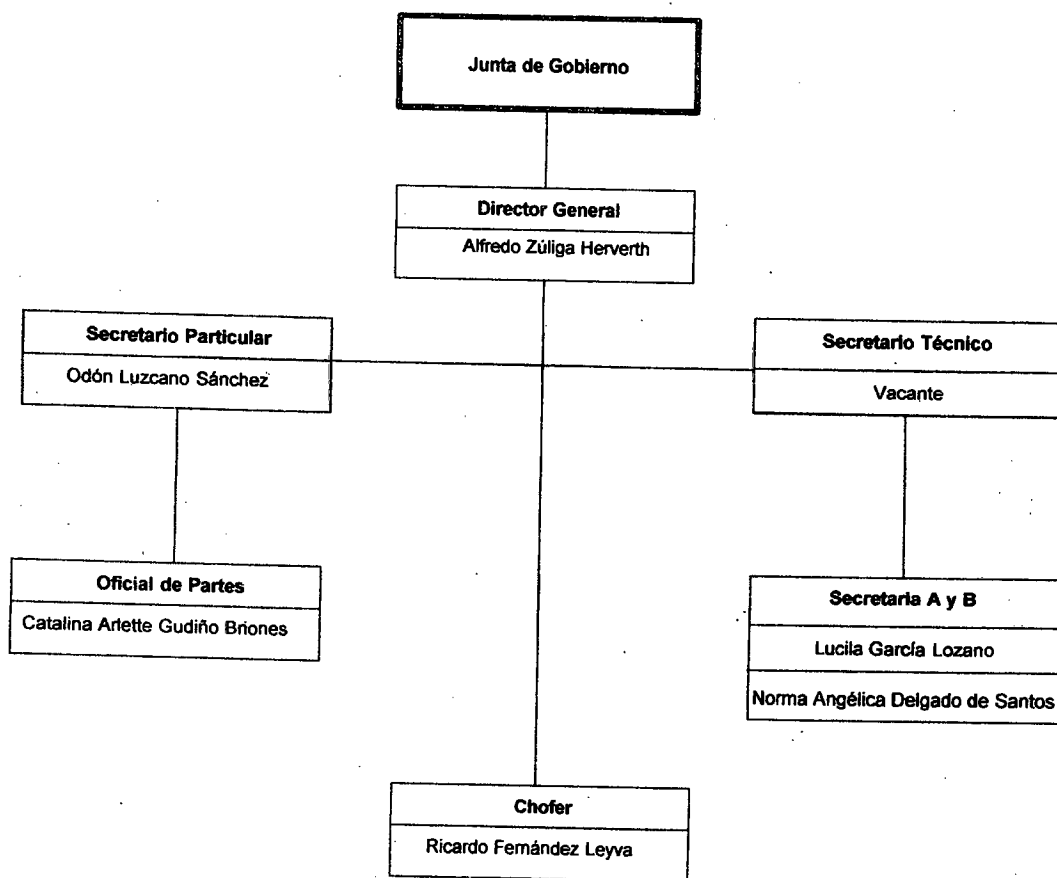 Junta de Gobierno
Director General
Alfredo Zúliga Herverth
Secretario Particular
Odón Luzcano Sánchez
Secretario Técnico
Vacante
Oficial de Partes
Catalina Arlette Gudiño Briones
Secretaria A y B
Lucila García Lozano
Norma Angélica Delgado de Santos
Chofer
Ricardo Fernández Leyva